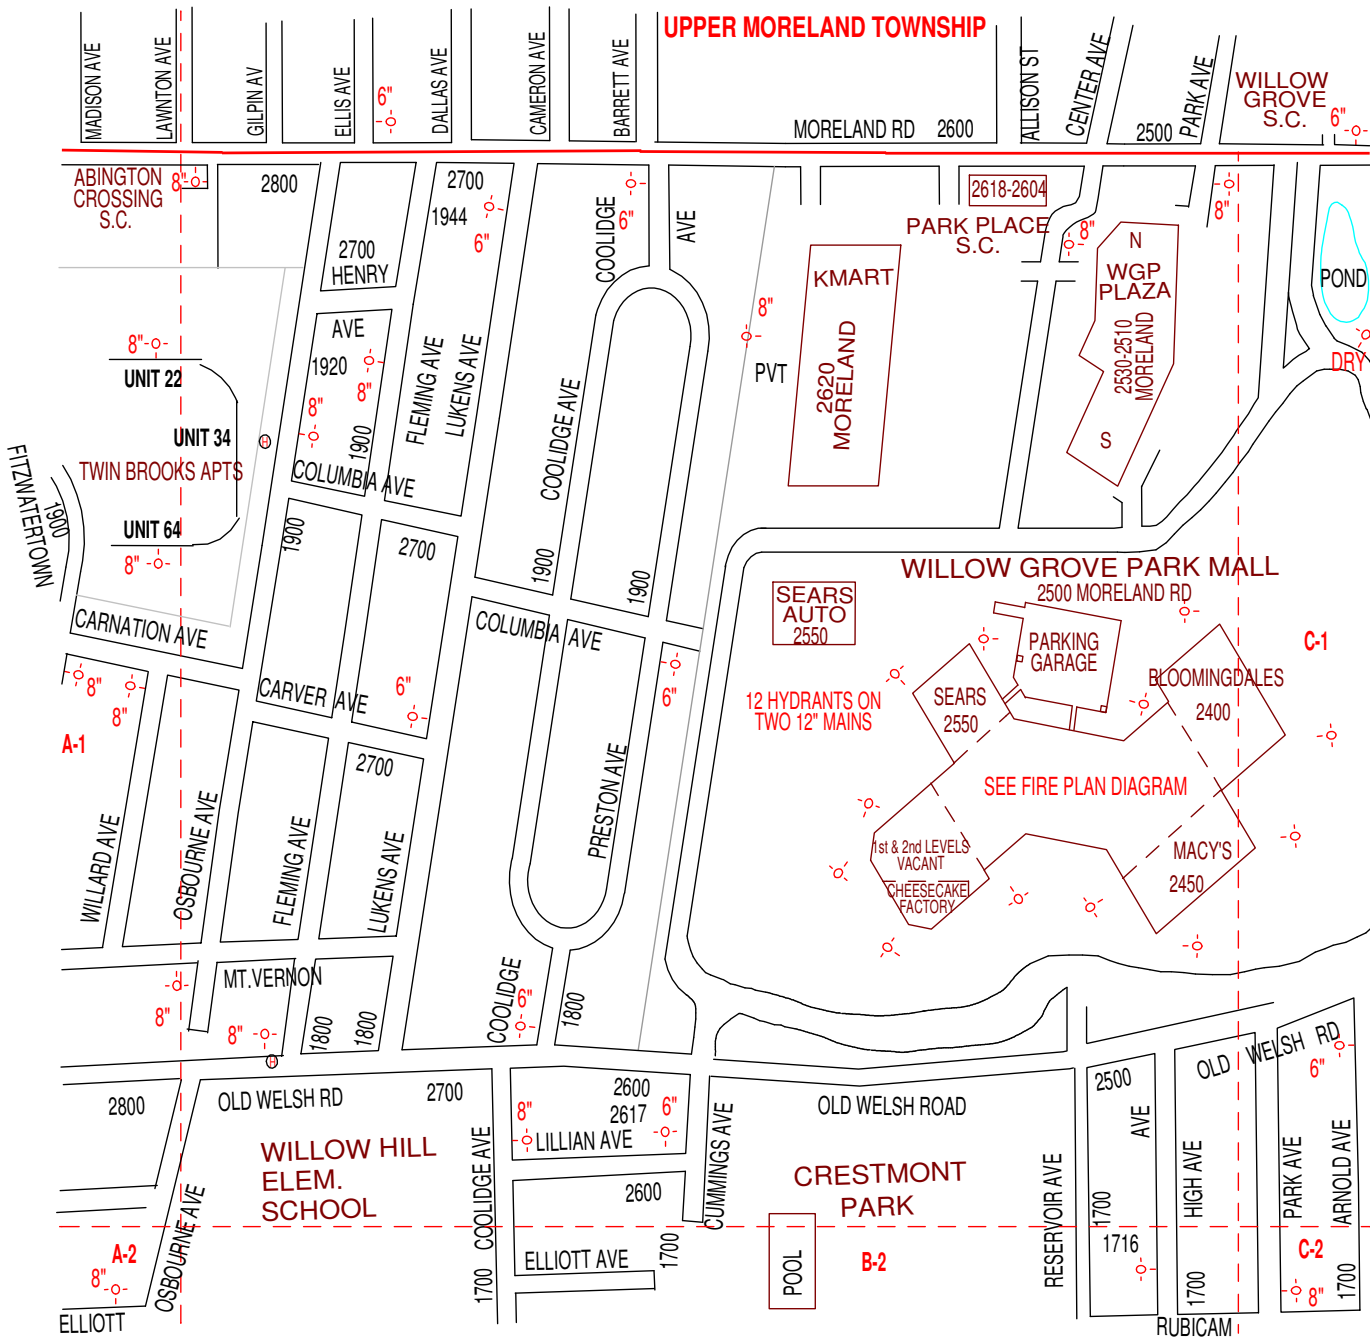 UPPER MORELAND TOWNSHIP
MADISON AVE
LAWNTON AVE
GILPIN AV
ELLIS AVE
6"
DALLAS AVE
CAMERON AVE
BARRETT AVE
MORELAND RD 2600
ALLISON ST
CENTER AVE
2500
PARK AVE
WILLOW
GROVE
S.C.
6"
ABINGTON
CROSSING
S.C.
8"
2800
2700
1944
6"
2700
HENRY
AVE
1920
8"
8"
1900
FLEMING AVE
LUKENS AVE
COOLIDGE
AVE
6"
COOLIDGE AVE
8"
PVT
KMART
2620
MORELAND
2618-2604
PARK PLACE
S.C.
8"
8"
N
WGP
PLAZA
2530-2510
MORELAND
S
POND
DRY
8"
UNIT 22
UNIT 34
H
TWIN BROOKS APTS
UNIT 64
8"
FITZWATERTOWN
1900
COLUMBIA AVE
1900
2700
1900
1900
CARNATION AVE
COLUMBIA AVE
8"
8"
CARVER AVE
6"
6"
A-1
2700
WILLOW GROVE PARK MALL
2500 MORELAND RD
SEARS
AUTO
2550
PARKING
GARAGE
C-1
12 HYDRANTS ON
TWO 12" MAINS
SEARS
2550
BLOOMINGDALES
2400
SEE FIRE PLAN DIAGRAM
1st & 2nd LEVELS
VACANT
CHEESECAKE
FACTORY
MACY'S
2450
WILLARD AVE
OSBOURNE AVE
FLEMING AVE
LUKENS AVE
PRESTON AVE
MT.VERNON
8"
8"
1800
1800
COOLIDGE
6"
1800
H
2800
OLD WELSH RD
2700
2600
2617
8"
6"
LILLIAN AVE
OLD WELSH ROAD
2500
OLD WELSH RD
6"
WILLOW HILL
ELEM.
SCHOOL
COOLIDGE AVE
2600
CUMMINGS AVE
CRESTMONT
PARK
RESERVOIR AVE
AVE
1700
HIGH AVE
PARK AVE
ARNOLD AVE
A-2
8"
OSBOURNE AVE
1700
ELLIOTT AVE
1700
POOL
B-2
1716
1700
C-2
8"
1700
ELLIOTT
RUBICAM